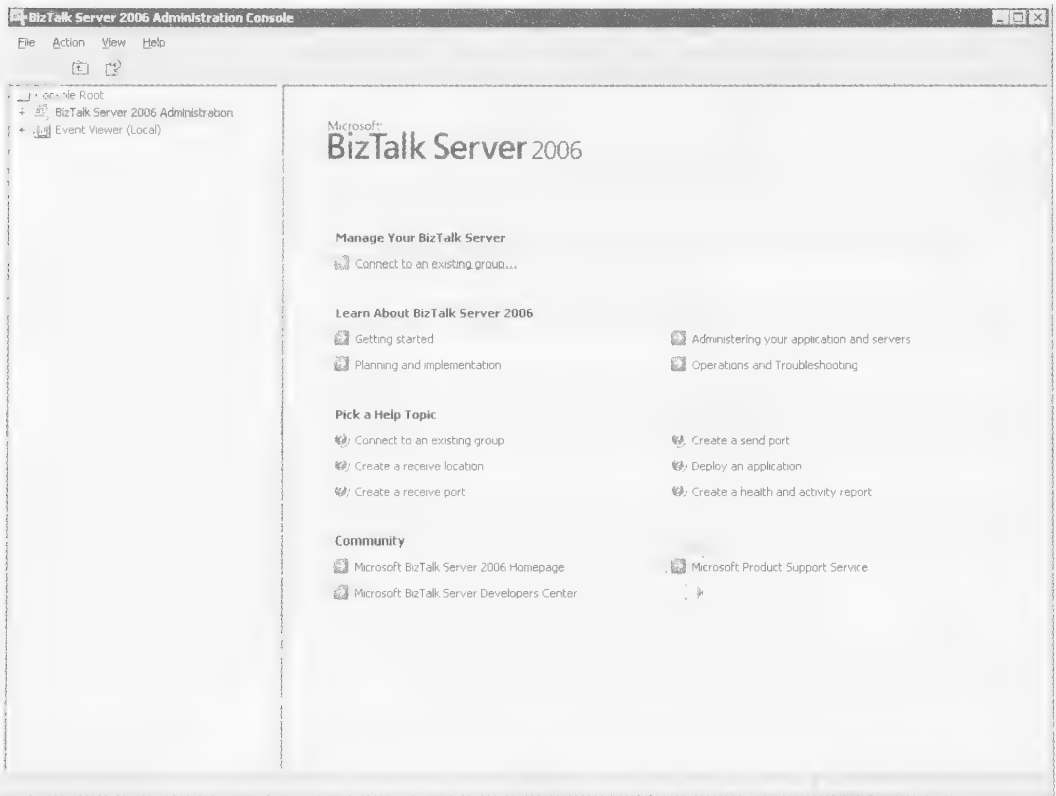 BizTalk Server 2006 Administration Console
File Action View Help
Root
BizTalk Server 2006 Administration
Event Viewer (Local)
Microsoft
BizTalk Server 2006
Manage Your BizTalk Server
Connect to an existing group...
Learn About BizTalk Server 2006
Getting started
Administering your application and servers
Planning and implementation
Operations and Troubleshooting
Pick a Help Topic
Connect to an existing group
Create a send port
Create a receive location
Deploy an application
Create a receive port
Create a health and activity report
Community
Microsoft BizTalk Server 2006 Homepage
Microsoft Product Support Service
Microsoft BizTalk Server Developers Center